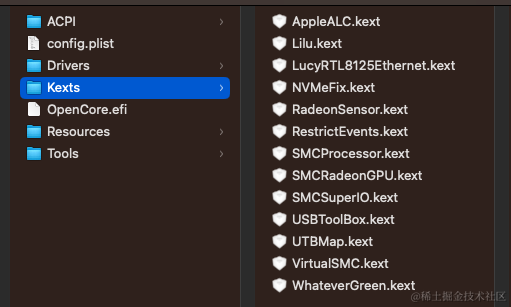 ACPI
config.plist
Drivers
Kexts
OpenCore.efi
Resources
Tools
AppleALC.kext
Lilu.kext
LucyRTL8125Ethernet.kext
NVMeFix.kext
RadeonSensor.kext
RestrictEvents.kext
SMCProcessor.kext
SMCRadeonGPU.kext
SMCSuperIO.kext
USBToolBox.kext
UTBMap.kext
VirtualSMC.kext
WhateverGreen.kext
@稀土掘金技术社区